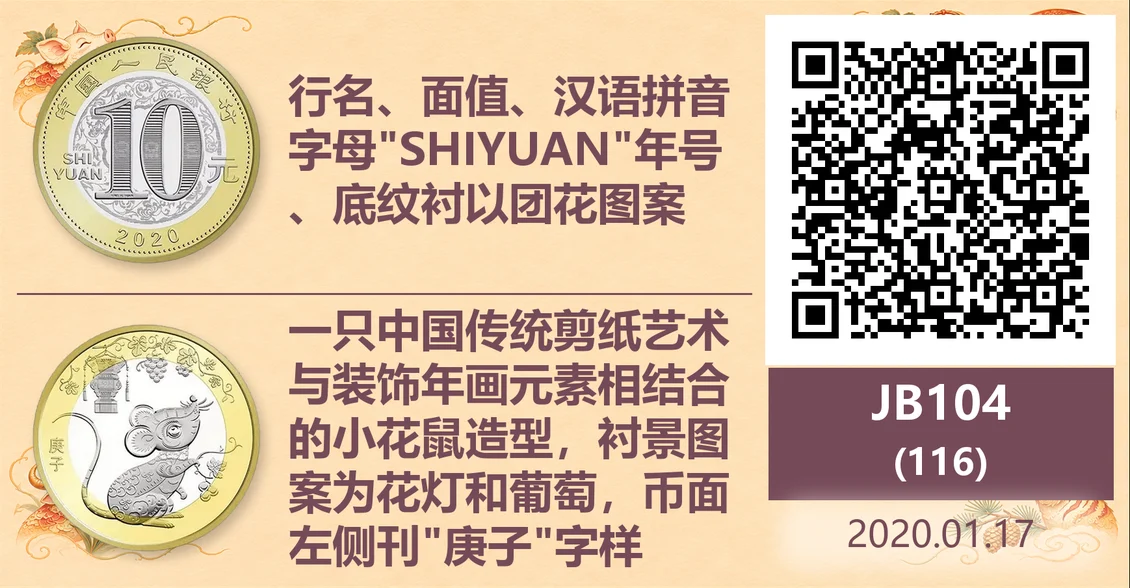 中国人民银行
10
SHI
YUAN
元
2020
行名、面值、汉语拼音
字母"SHIYUAN"年号
、底纹衬以团花图案
庚子
一只中国传统剪纸艺术
与装饰年画元素相结合
的小花鼠造型，衬景图
案为花灯和葡萄，币面
左侧刊"庚子"字样
JB104
(116)
2020.01.17